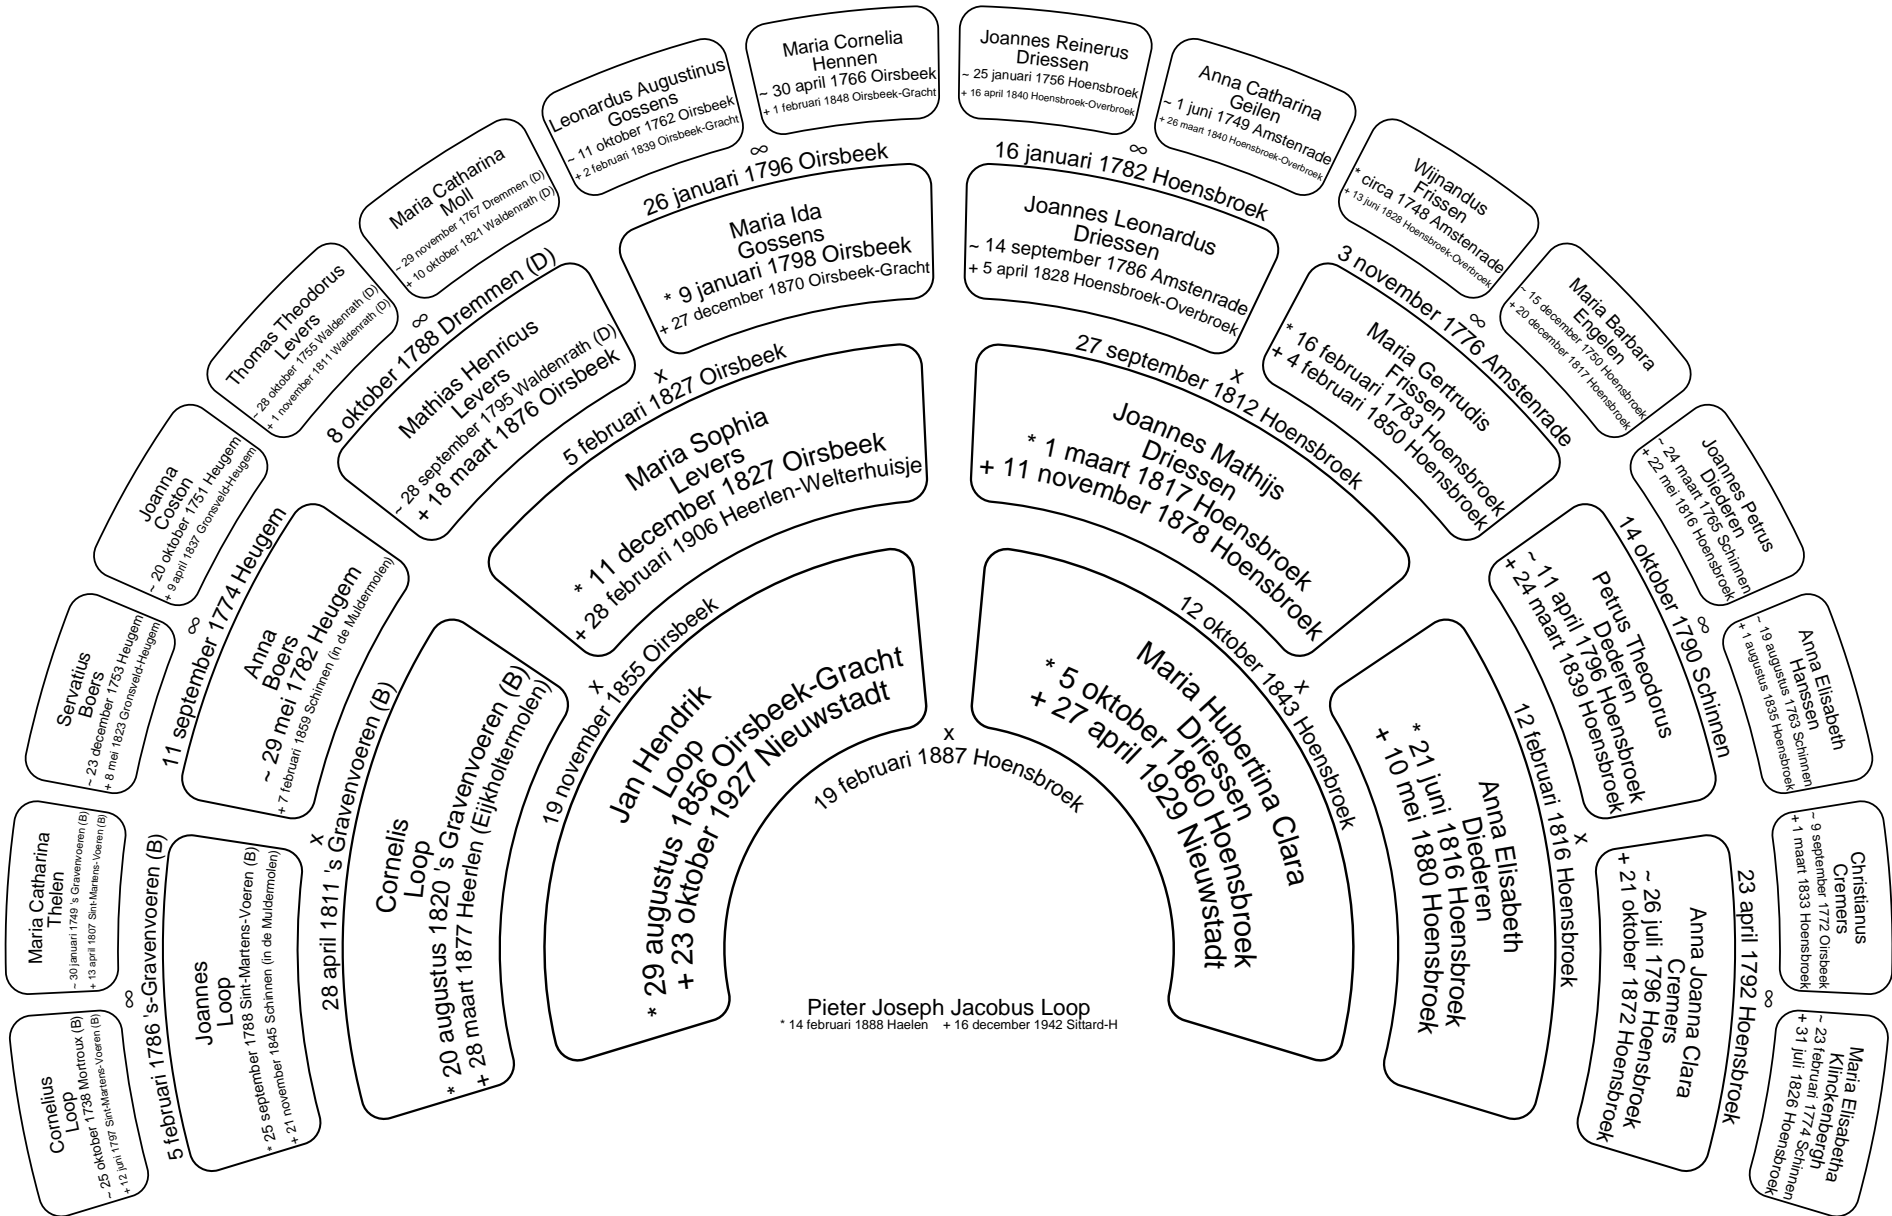 Cornelius
Loop
~ 25 oktober 1738 Mortroux (B)
+ 12 juni 1797 Sint-Martens-Voeren (B)
∞
5 februari 1786 's-Gravenvoeren (B)
Maria Catharina
Thelen
~ 30 januari 1749 's Gravenvoeren (B)
+ 13 april 1807 Sint-Martens-Voeren (B)
Servatius
Boers
~ 23 december 1753 Heugem
+ 8 mei 1823 Gronsveld-Heugem
∞
11 september 1774 Heugem
Joanna
Coston
~ 20 oktober 1751 Heugem
+ 9 april 1837 Gronsveld-Heugem
Thomas Theodorus
Levers
~ 28 oktober 1755 Waldenrath (D)
+ 1 november 1811 Waldenrath (D)
∞
8 oktober 1788 Dremmen (D)
Maria Catharina
Moll
~ 29 november 1767 Dremmen (D)
+ 10 oktober 1821 Waldenrath (D)
Leonardus Augustinus
Gossens
~ 11 oktober 1762 Oirsbeek
+ 2 februari 1839 Oirsbeek-Gracht
∞
26 januari 1796 Oirsbeek
Maria Cornelia
Hennen
~ 30 april 1766 Oirsbeek
+ 1 februari 1848 Oirsbeek-Gracht
Joannes Reinerus
Driessen
~ 25 januari 1756 Hoensbroek
+ 16 april 1840 Hoensbroek-Overbroek
∞
16 januari 1782 Hoensbroek
Anna Catharina
Geilen
~ 1 juni 1749 Amstenrade
+ 26 maart 1840 Hoensbroek-Overbroek
Wijnandus
Frissen
* circa 1748 Amstenrade
+ 13 juni 1828 Hoensbroek-Overbroek
∞
3 november 1776 Amstenrade
Maria Barbara
Engelen
~ 15 december 1750 Hoensbroek
+ 20 december 1817 Hoensbroek
Joannes Petrus
Diederen
~ 24 maart 1765 Schinnen
+ 22 mei 1816 Hoensbroek
∞
14 oktober 1790 Schinnen
Anna Elisabeth
Hanssen
~ 19 augustus 1763 Schinnen
+ 1 augustus 1835 Hoensbroek
Christianus
Cremers
~ 9 september 1772 Oirsbeek
+ 1 maart 1833 Hoensbroek
∞
23 april 1792 Hoensbroek
Maria Elisabetha
Klinckenbergh
~ 23 februari 1774 Schinnen
+ 31 juli 1826 Hoensbroek
Joannes
Loop
* 25 september 1788 Sint-Martens-Voeren (B)
+ 21 november 1845 Schinnen (in de Muldermolen)
x
28 april 1811 's Gravenvoeren (B)
Anna
Boers
~ 29 mei 1782 Heugem
+ 7 februari 1859 Schinnen (in de Muldermolen)
Mathias Henricus
Levers
~ 28 september 1795 Waldenrath (D)
+ 18 maart 1876 Oirsbeek
x
5 februari 1827 Oirsbeek
Maria Ida
Gossens
* 9 januari 1798 Oirsbeek
+ 27 december 1870 Oirsbeek-Gracht
Joannes Leonardus
Driessen
~ 14 september 1786 Amstenrade
+ 5 april 1828 Hoensbroek-Overbroek
x
27 september 1812 Hoensbroek
Maria Gertrudis
Frissen
* 16 februari 1783 Hoensbroek
+ 4 februari 1850 Hoensbroek
Petrus Theodorus
Dederen
~ 11 april 1796 Hoensbroek
+ 24 maart 1839 Hoensbroek
x
12 februari 1816 Hoensbroek
Anna Joanna Clara
Cremers
~ 26 juli 1796 Hoensbroek
+ 21 oktober 1872 Hoensbroek
Cornelis
Loop
* 20 augustus 1820 's Gravenvoeren (B)
+ 28 maart 1877 Heerlen (Eijkholtermolen)
x
19 november 1855 Oirsbeek
Maria Sophia
Levers
* 11 december 1827 Oirsbeek
+ 28 februari 1906 Heerlen-Welterhuisje
Joannes Mathijs
Driessen
* 1 maart 1817 Hoensbroek
+ 11 november 1878 Hoensbroek
x
12 oktober 1843 Hoensbroek
Anna Elisabeth
Diederen
* 21 juni 1816 Hoensbroek
+ 10 mei 1880 Hoensbroek
Jan Hendrik
Loop
* 29 augustus 1856 Oirsbeek-Gracht
+ 23 oktober 1927 Nieuwstadt
x
19 februari 1887 Hoensbroek
Maria Hubertina Clara
Driessen
* 5 oktober 1860 Hoensbroek
+ 27 april 1929 Nieuwstadt
Pieter Joseph Jacobus Loop
* 14 februari 1888 Haelen + 16 december 1942 Sittard-H